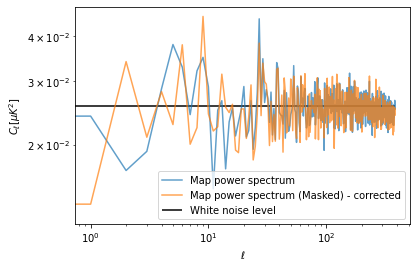 4 × 10⁻²
3 × 10⁻²
2 × 10⁻²
C_ℓ[μK²]
Map power spectrum
Map power spectrum (Masked) - corrected
White noise level
10⁰ 10¹ 10²
ℓ